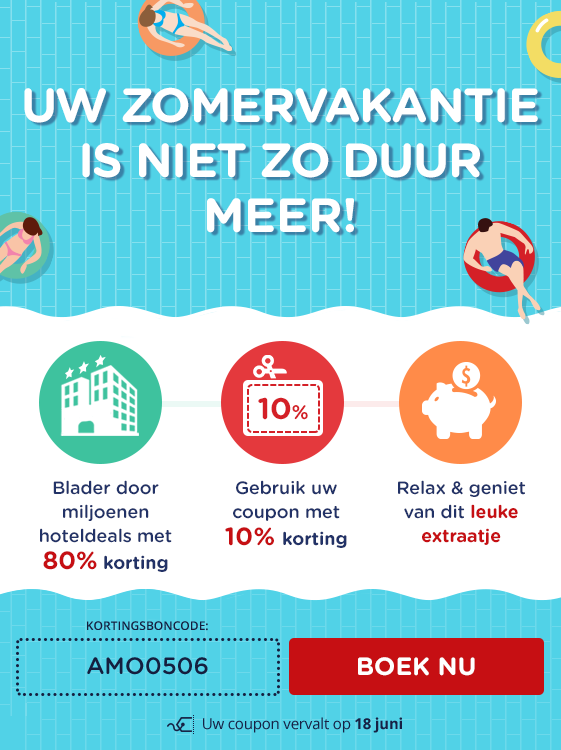 UW ZOMERVAKANTIE
IS NIET ZO DUUR
MEER!
$
10%
Blader door
miljoenen
hoteldeals met
80% korting
Gebruik uw
coupon met
10% korting
Relax & geniet
van dit leuke
extraatje
KORTINGSBONCODE:
AMO0506
BOEK NU
Uw coupon vervalt op 18 juni